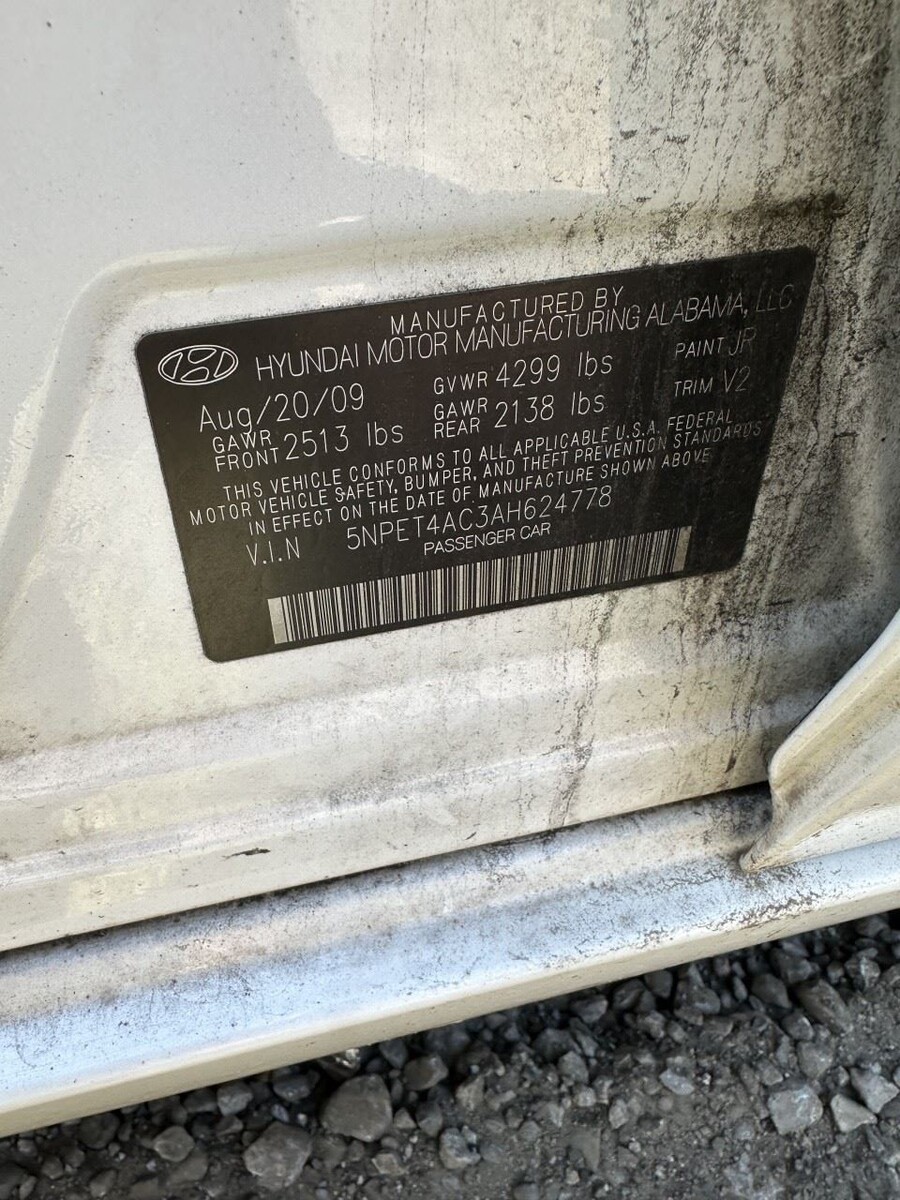 MANUFACTURED BY
HYUNDAI MOTOR MANUFACTURING ALABAMA, LLC
Aug/20/09 GVWR 4299 lbs PAINT JR
GAWR FRONT 2513 lbs GAWR REAR 2138 lbs TRIM V2
THIS VEHICLE CONFORMS TO ALL APPLICABLE U.S.A. FEDERAL
MOTOR VEHICLE SAFETY, BUMPER, AND THEFT PREVENTION STANDARDS
IN EFFECT ON THE DATE OF MANUFACTURE SHOWN ABOVE
V.I.N 5NPET4AC3AH624778
PASSENGER CAR